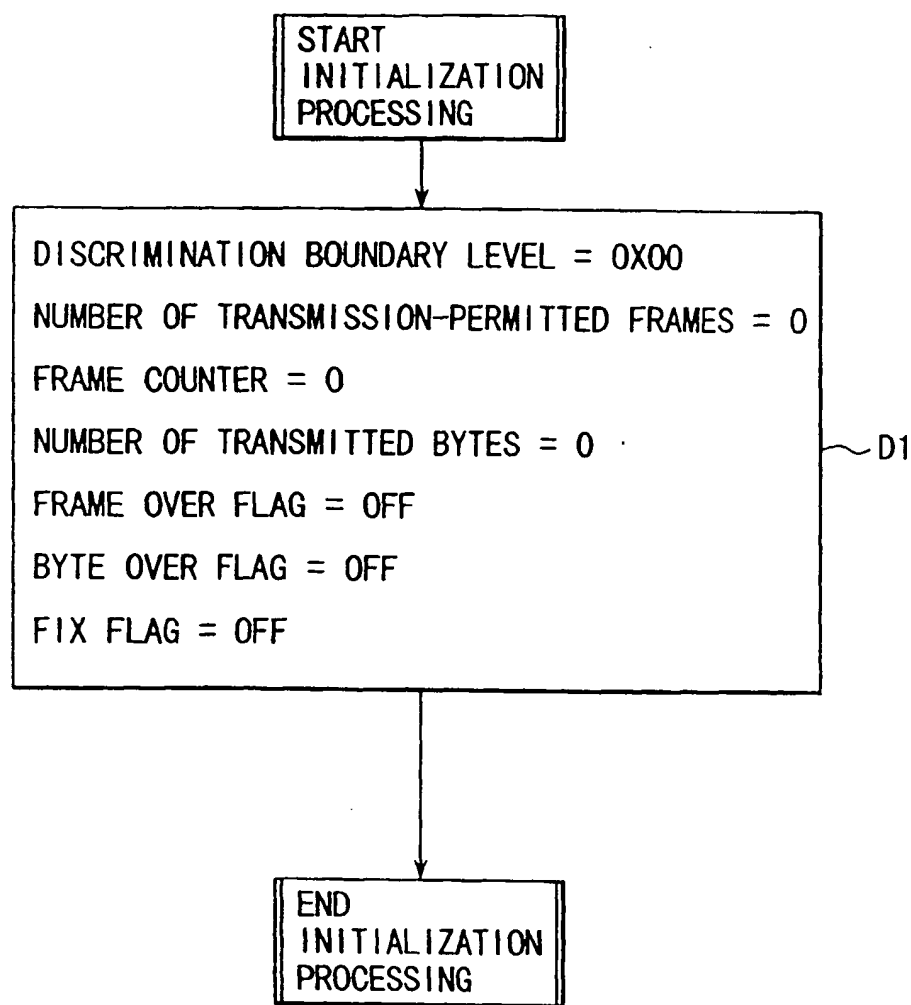 START
INITIALIZATION
PROCESSING
DISCRIMINATION BOUNDARY LEVEL = 0X00
NUMBER OF TRANSMISSION-PERMITTED FRAMES = 0
FRAME COUNTER = 0
NUMBER OF TRANSMITTED BYTES = 0
D1
FRAME OVER FLAG = OFF
BYTE OVER FLAG = OFF
FIX FLAG = OFF
END
INITIALIZATION
PROCESSING